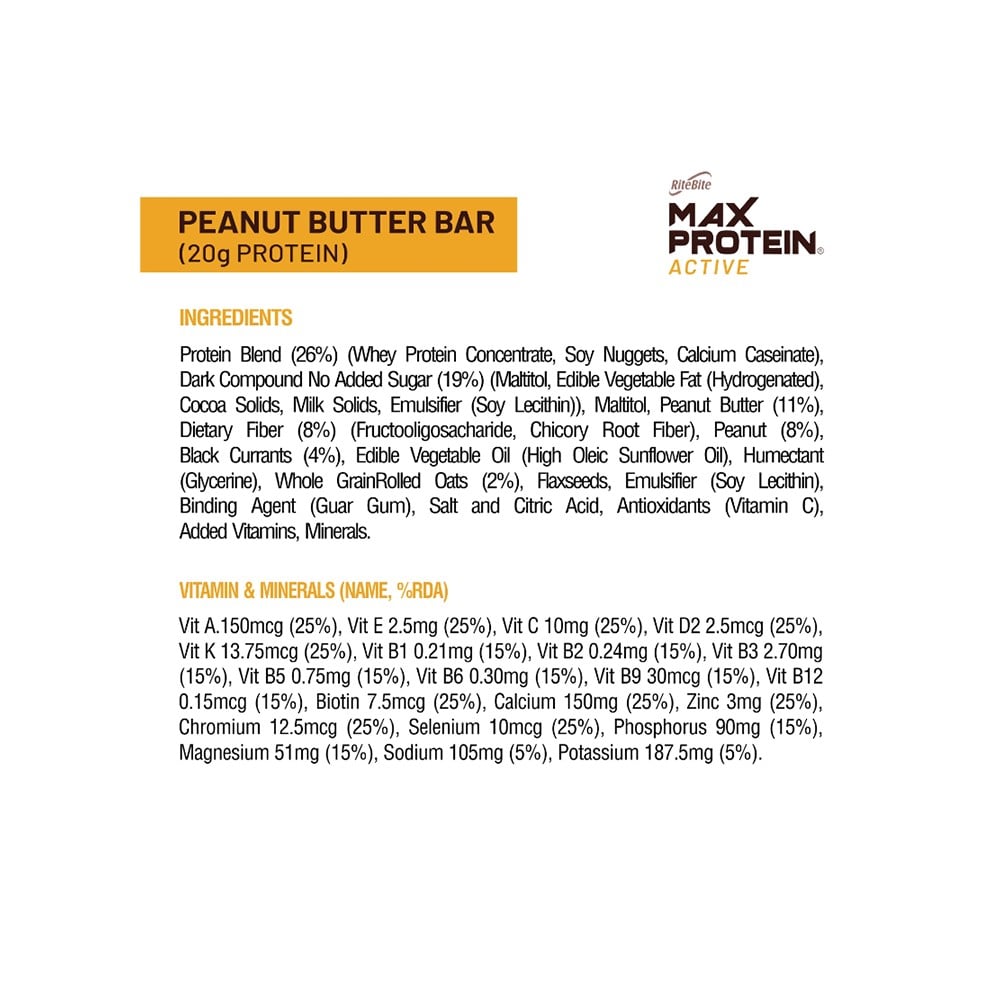 RiteBite
MAX
PROTEIN®
ACTIVE
PEANUT BUTTER BAR
(20g PROTEIN)
INGREDIENTS
Protein Blend (26%) (Whey Protein Concentrate, Soy Nuggets, Calcium Caseinate),
Dark Compound No Added Sugar (19%) (Maltitol, Edible Vegetable Fat (Hydrogenated),
Cocoa Solids, Milk Solids, Emulsifier (Soy Lecithin)), Maltitol, Peanut Butter (11%),
Dietary Fiber (8%) (Fructooligosacharide, Chicory Root Fiber), Peanut (8%),
Black Currants (4%), Edible Vegetable Oil (High Oleic Sunflower Oil), Humectant
(Glycerine), Whole GrainRolled Oats (2%), Flaxseeds, Emulsifier (Soy Lecithin),
Binding Agent (Guar Gum), Salt and Citric Acid, Antioxidants (Vitamin C),
Added Vitamins, Minerals.
VITAMIN & MINERALS (NAME, %RDA)
Vit A.150mcg (25%), Vit E 2.5mg (25%), Vit C 10mg (25%), Vit D2 2.5mcg (25%),
Vit K 13.75mcg (25%), Vit B1 0.21mg (15%), Vit B2 0.24mg (15%), Vit B3 2.70mg
(15%), Vit B5 0.75mg (15%), Vit B6 0.30mg (15%), Vit B9 30mcg (15%), Vit B12
0.15mcg (15%), Biotin 7.5mcg (25%), Calcium 150mg (25%), Zinc 3mg (25%),
Chromium 12.5mcg (25%), Selenium 10mcg (25%), Phosphorus 90mg (15%),
Magnesium 51mg (15%), Sodium 105mg (5%), Potassium 187.5mg (5%).